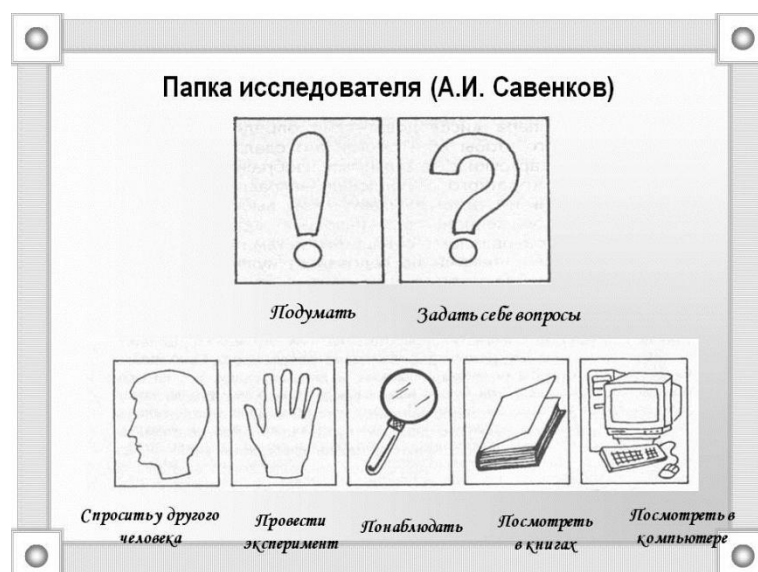 Папка исследователя (А.И. Савенков)
Подумать
Задать себе вопросы
Спросить у другого
человека
Провести
эксперимент
Понаблюдать
Посмотреть
в книгах
Посмотреть в
компьютере